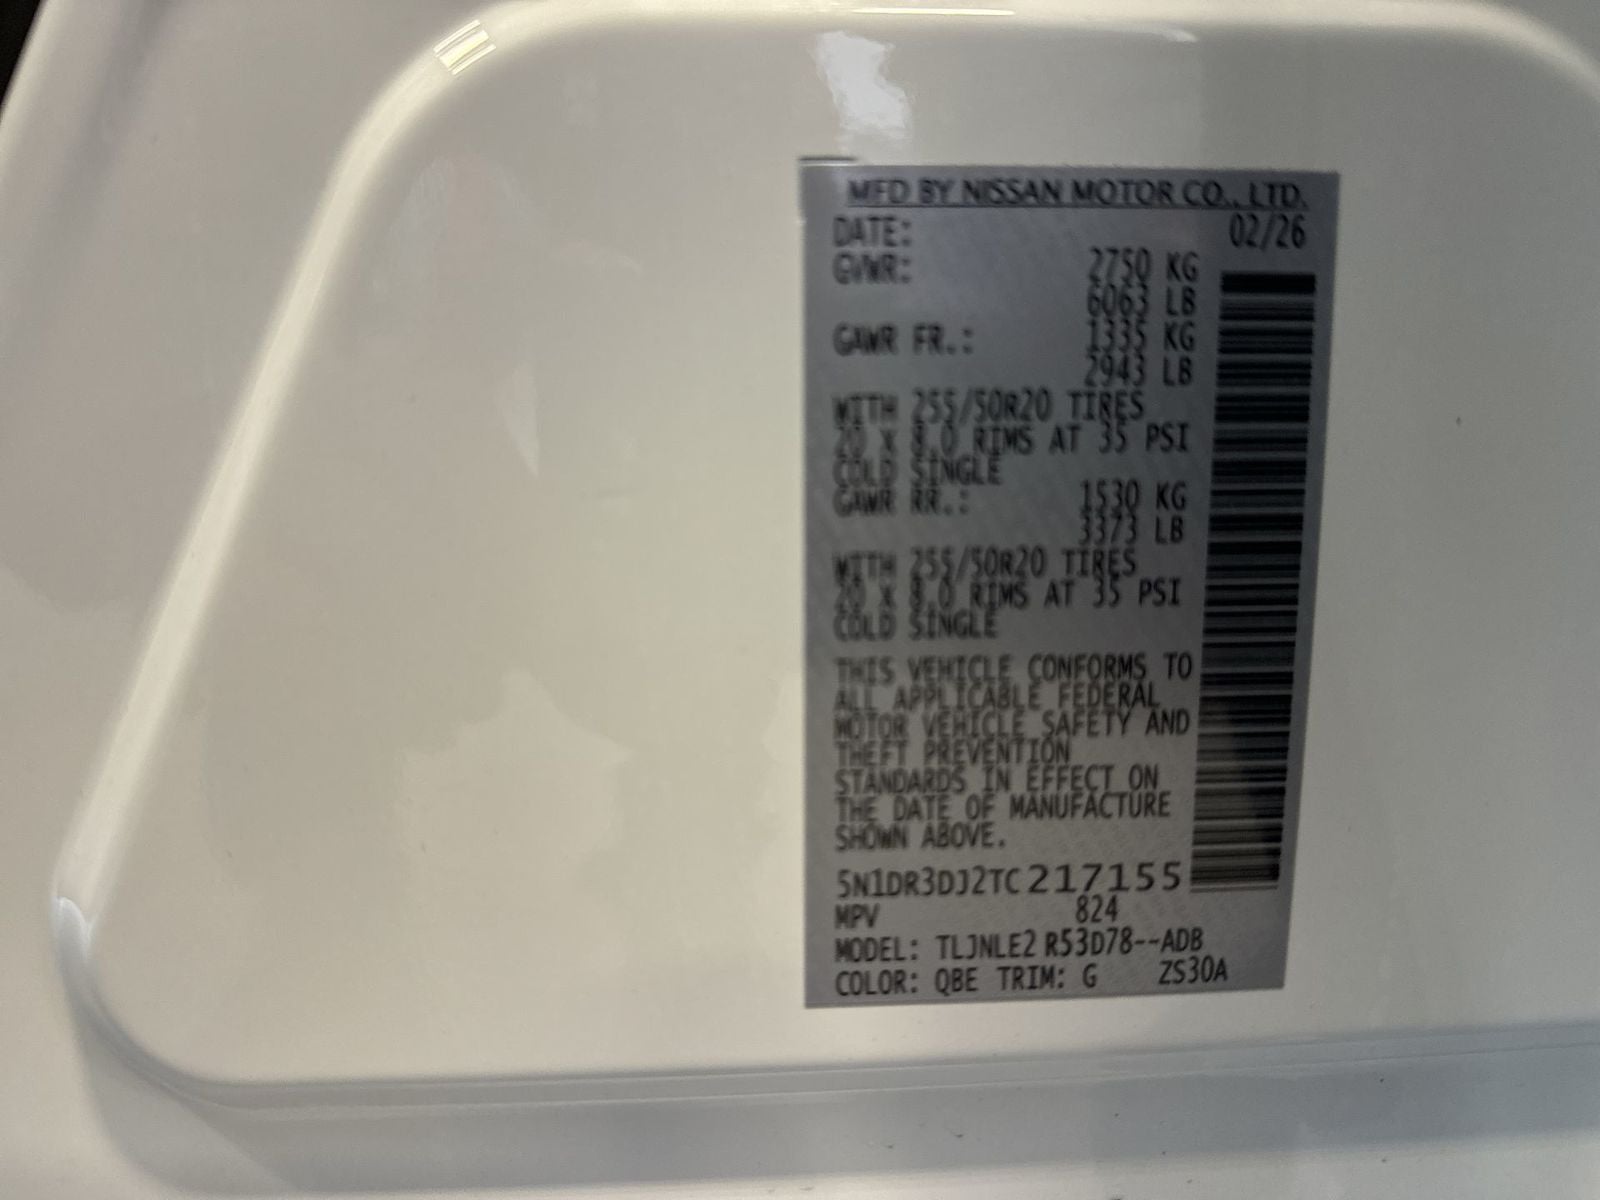 MFD BY NISSAN MOTOR CO., LTD.
DATE: 02/26
GVWR: 2750 KG
6063 LB
GAWR FR.: 1335 KG
2943 LB
WITH 255/50R20 TIRES
20 X 8.0 RIMS AT 35 PSI
COLD SINGLE
GAWR RR.: 1530 KG
3373 LB
WITH 255/50R20 TIRES
20 X 8.0 RIMS AT 35 PSI
COLD SINGLE
THIS VEHICLE CONFORMS TO
ALL APPLICABLE FEDERAL
MOTOR VEHICLE SAFETY AND
THEFT PREVENTION
STANDARDS IN EFFECT ON
THE DATE OF MANUFACTURE
SHOWN ABOVE.
5N1DR3DJ2TC217155
MPV 824
MODEL: TLJNLE2 R53D78--ADB
COLOR: QBE TRIM: G ZS30A